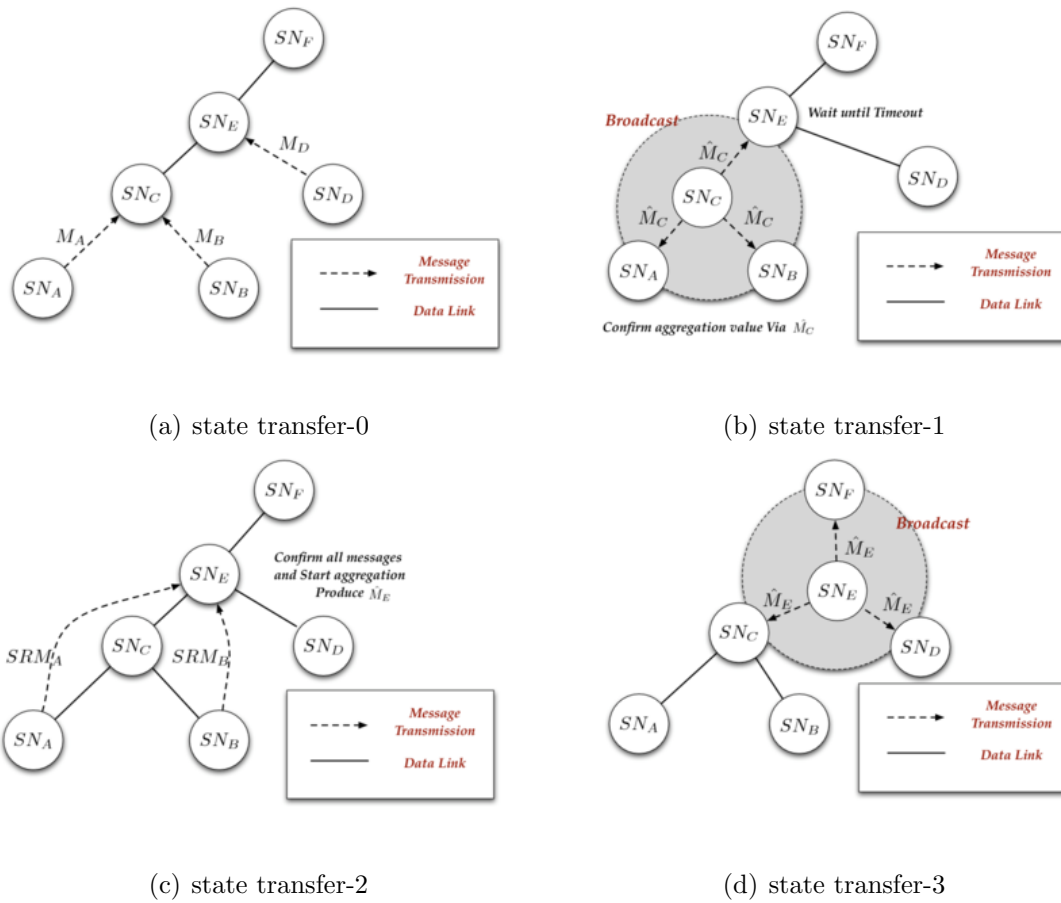 SN_F
SN_E
M_D
SN_C
SN_D
M_A
M_B
SN_A
SN_B
Message
Transmission
Data Link
(a) state transfer-0
SN_F
Broadcast
SN_E
Wait until Timeout
M̂_C
SN_D
SN_C
M̂_C
M̂_C
SN_A
SN_B
Confirm aggregation value Via M̂_C
Message
Transmission
Data Link
(b) state transfer-1
SN_F
Confirm all messages
and Start aggregation
Produce M̂_E
SN_E
SN_C
SN_D
SRM_A
SRM_B
SN_A
SN_B
Message
Transmission
Data Link
(c) state transfer-2
SN_F
Broadcast
M̂_E
SN_E
M̂_E
M̂_E
SN_C
SN_D
SN_A
SN_B
Message
Transmission
Data Link
(d) state transfer-3